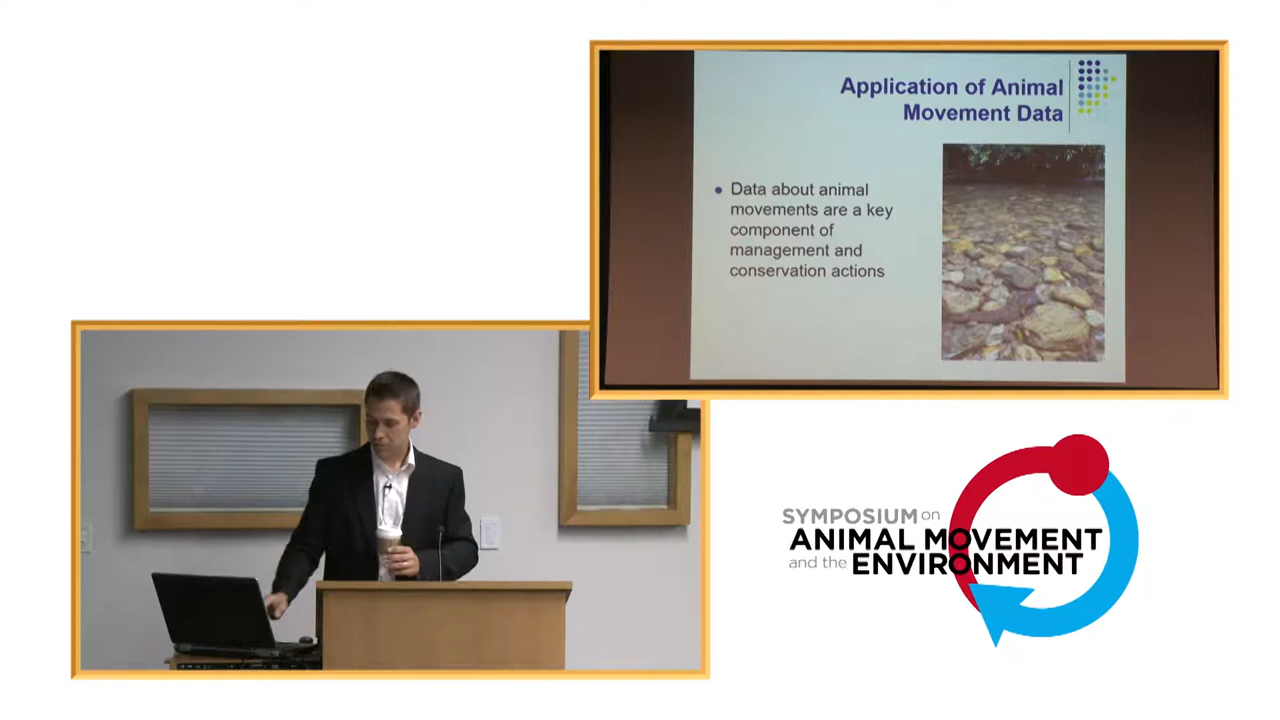 Application of Animal
Movement Data
• Data about animal
movements are a key
component of
management and
conservation actions
SYMPOSIUM on
ANIMAL MOVEMENT
and the ENVIRONMENT